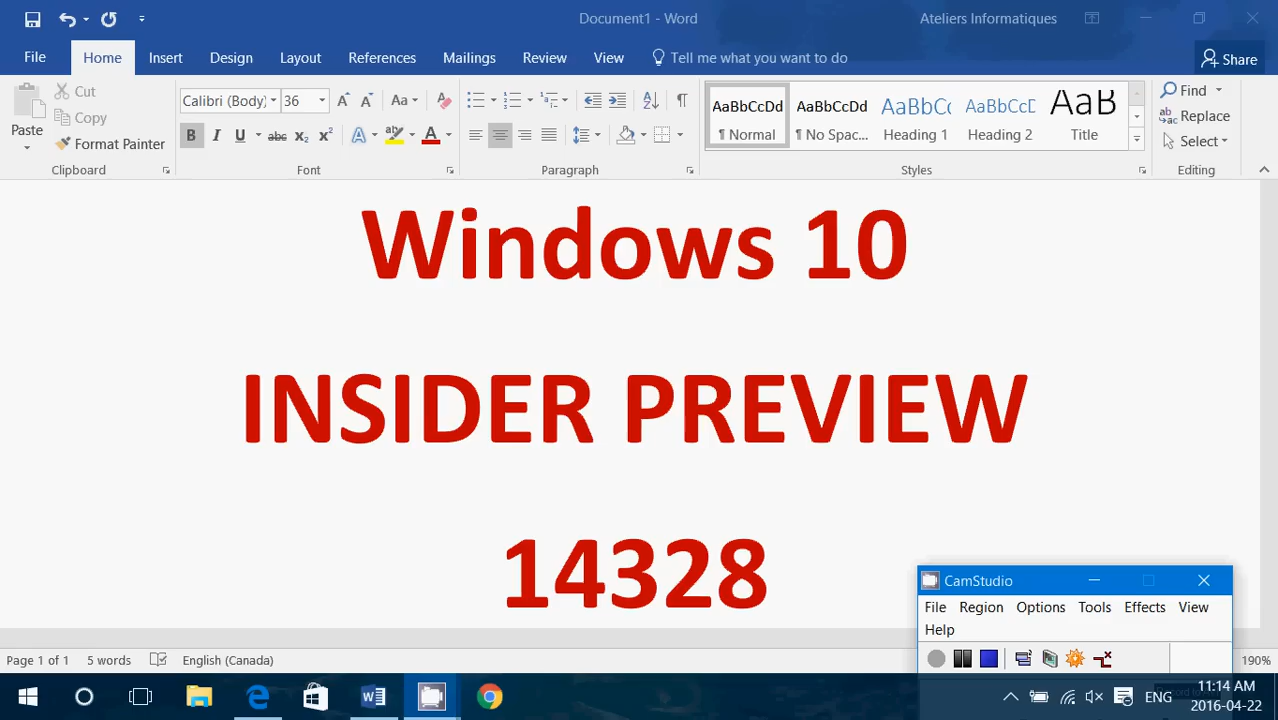 Document1 - Word
Ateliers Informatiques
File Home Insert Design Layout References Mailings Review View Tell me what you want to do Share
Paste
Cut
Copy
Format Painter
Clipboard
Calibri (Body) 36
Font
Paragraph
AaBbCcDd AaBbCcDd AaBbCc AaBbCcD AaB
¶ Normal ¶ No Spac... Heading 1 Heading 2 Title
Styles
Find
Replace
Select
Editing
Windows 10
INSIDER PREVIEW
14328
CamStudio
File Region Options Tools Effects View
Help
Page 1 of 1 5 words English (Canada) 190%
ENG
11:14 AM
2016-04-22